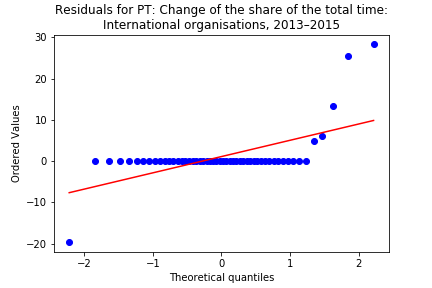 Residuals for PT: Change of the share of the total time:
International organisations, 2013–2015
30
20
10
0
−10
−20
Ordered Values
−2
−1
0
1
2
Theoretical quantiles